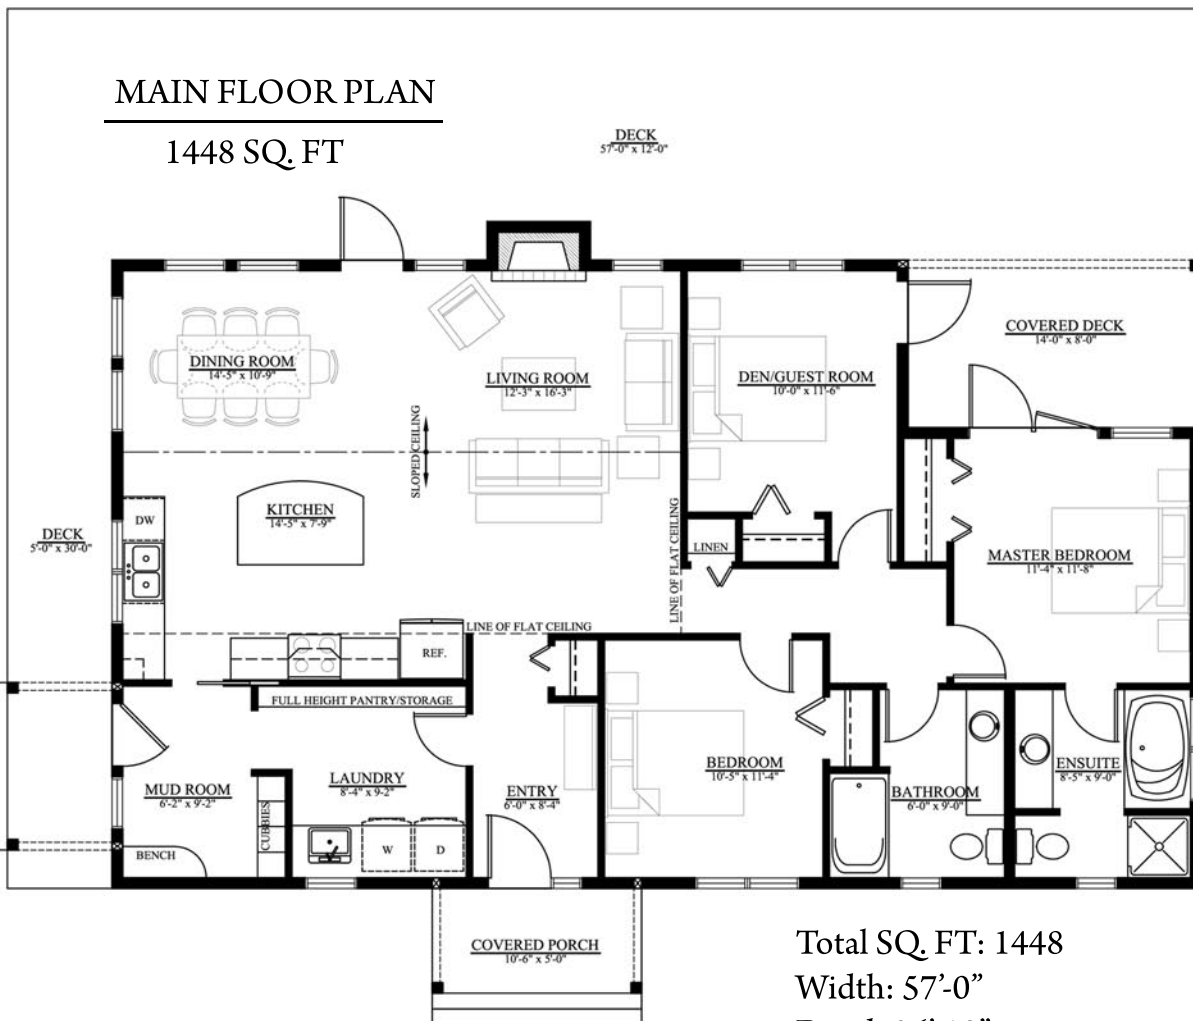 MAIN FLOOR PLAN
1448 SQ. FT
DECK
57'-0" x 12'-0"
DINING ROOM
14'-5" x 10'-9"
LIVING ROOM
12'-3" x 16'-3"
DEN/GUEST ROOM
10'-0" x 11'-6"
COVERED DECK
14'-0" x 8'-0"
SLOPED CEILING
KITCHEN
14'-5" x 7'-9"
DW
DECK
5'-0" x 30'-0"
LINE OF FLAT CEILING
LINEN
MASTER BEDROOM
11'-4" x 11'-8"
LINE OF FLAT CEILING
REF.
FULL HEIGHT PANTRY/STORAGE
MUD ROOM
6'-2" x 9'-2"
LAUNDRY
8'-4" x 9'-2"
ENTRY
6'-0" x 8'-4"
BEDROOM
10'-5" x 11'-4"
BATHROOM
6'-0" x 9'-0"
ENSUITE
8'-5" x 9'-0"
CUBBIES
BENCH
W
D
COVERED PORCH
10'-6" x 5'-0"
Total SQ. FT: 1448
Width: 57'-0”